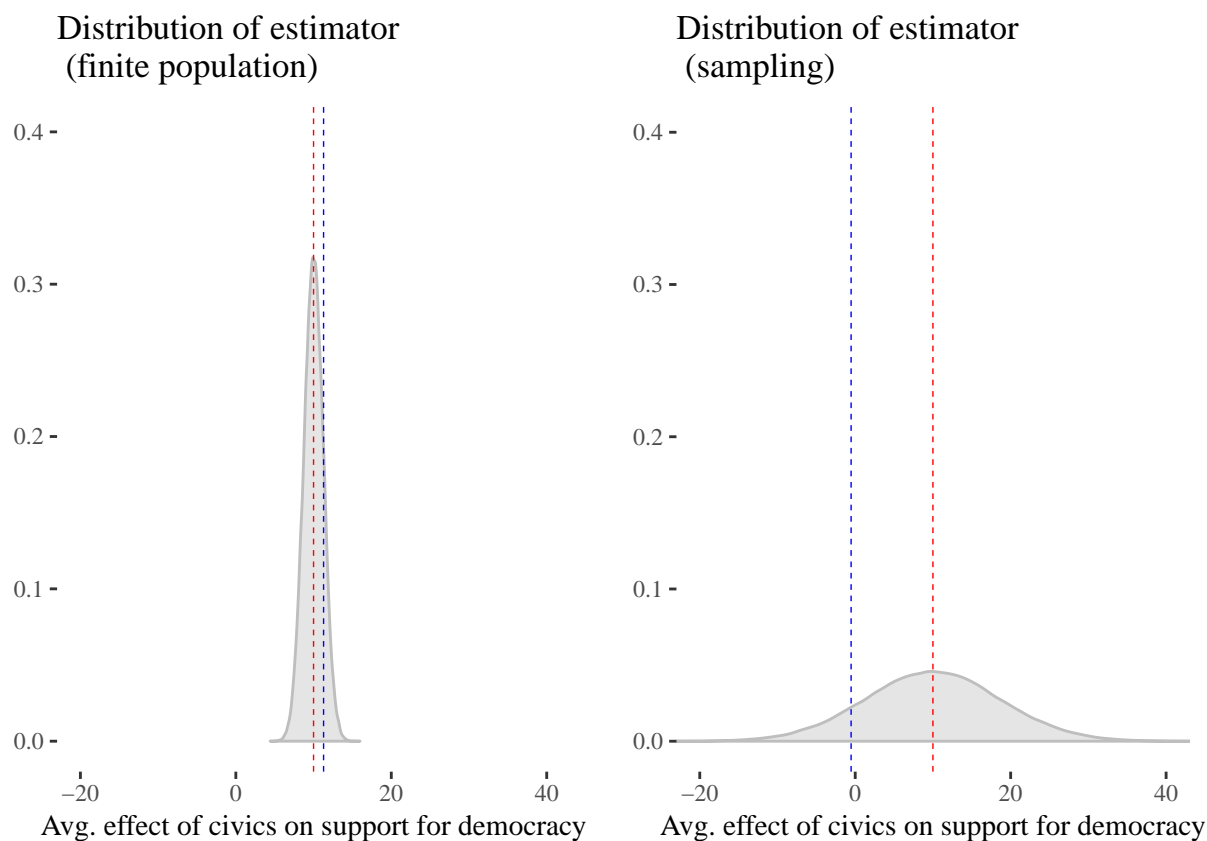 Distribution of estimator
(finite population)
0.4
0.3
0.2
0.1
0.0
−20 0 20 40
Avg. effect of civics on support for democracy
Distribution of estimator
(sampling)
0.4
0.3
0.2
0.1
0.0
−20 0 20 40
Avg. effect of civics on support for democracy